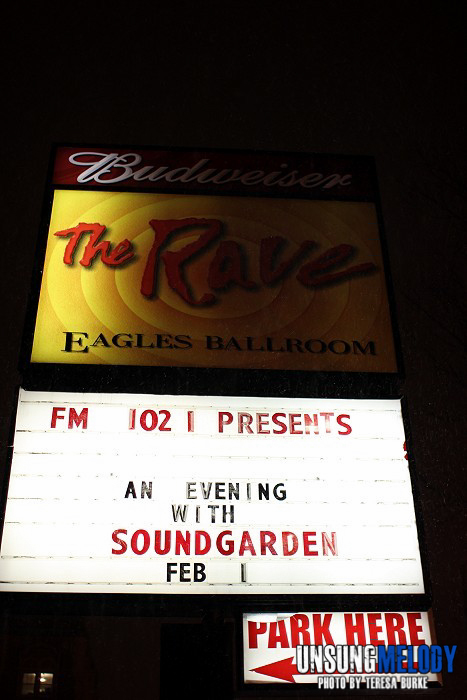 Budweiser
The Rave
EAGLES BALLROOM
FM 102 1 PRESENTS
AN EVENING
WITH
SOUNDGARDEN
FEB 1
PARK HERE
UNSUNGMELODY
PHOTO BY TERESA BURKE